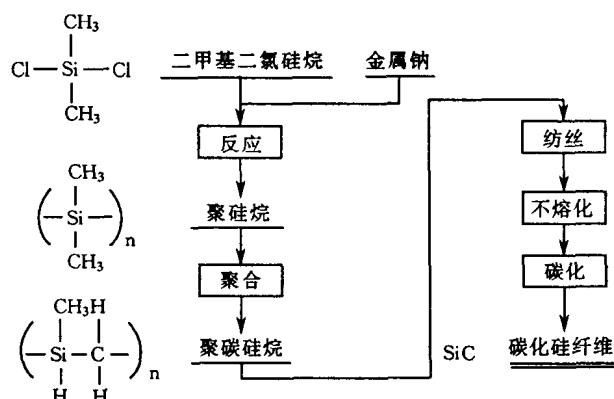 CH₃
Cl—Si—Cl
CH₃
二甲基二氯硅烷
金属钠
反应
聚硅烷
聚合
聚碳硅烷
CH₃
Si
CH₃
n
CH₃H
Si—C
H H
n
SiC
纺丝
不熔化
碳化
碳化硅纤维